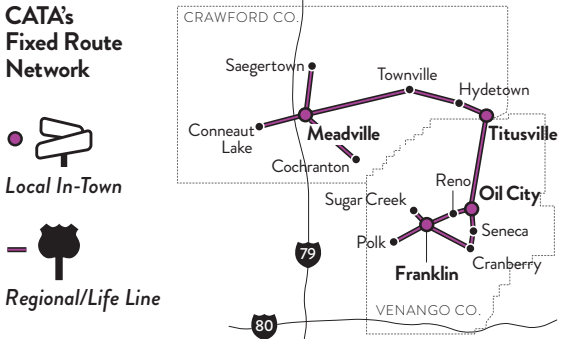 CATA's
Fixed Route
Network
Local In-Town
Regional/Life Line
CRAWFORD CO.
Saegertown
Townville
Hydetown
Conneaut
Lake
Meadville
Titusville
Cochranton
Reno
Oil City
Sugar Creek
Seneca
Polk
Cranberry
Franklin
79
VENANGO CO.
80